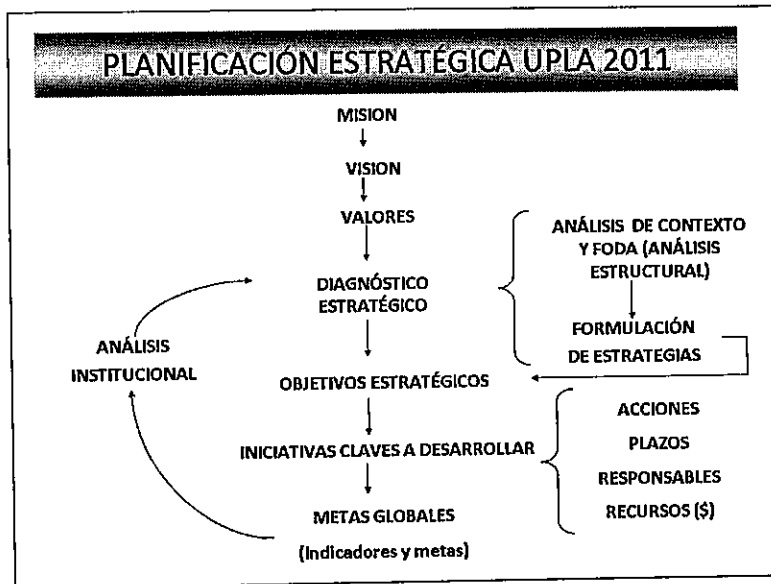 PLANIFICACIÓN ESTRATÉGICA UPLA 2011
MISION
VISION
VALORES
DIAGNÓSTICO
ESTRATÉGICO
ANÁLISIS DE CONTEXTO
Y FODA (ANÁLISIS
ESTRUCTURAL)
FORMULACIÓN
DE ESTRATEGIAS
ANÁLISIS
INSTITUCIONAL
OBJETIVOS ESTRATÉGICOS
INICIATIVAS CLAVES A DESARROLLAR
ACCIONES
PLAZOS
RESPONSABLES
RECURSOS ($)
METAS GLOBALES
(Indicadores y metas)